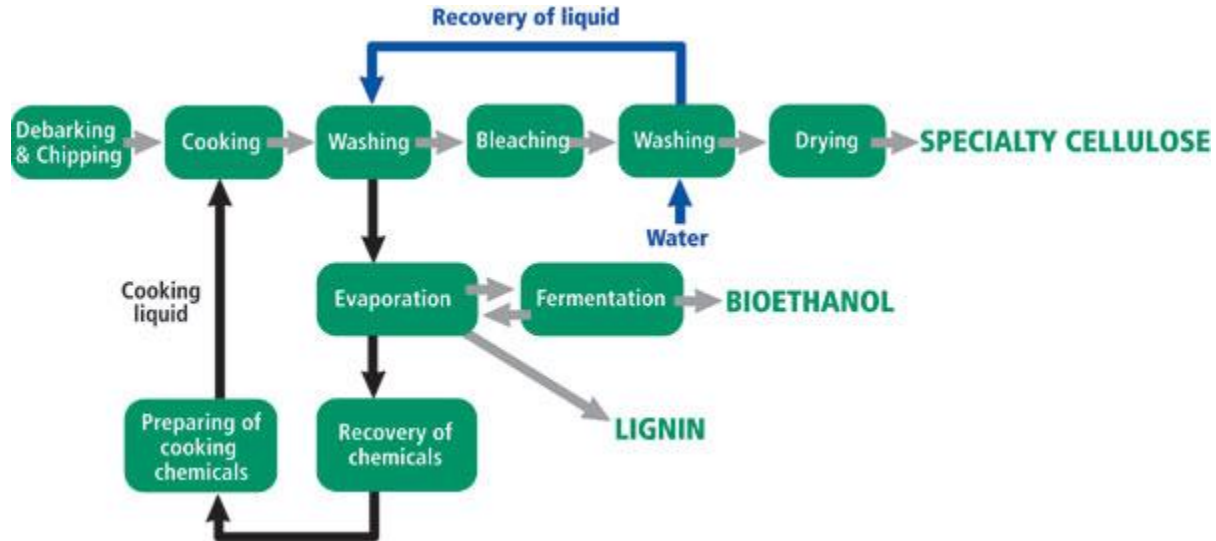 Recovery of liquid
Debarking
& Chipping
Cooking
Washing
Bleaching
Washing
Drying
SPECIALTY CELLULOSE
Water
Cooking
liquid
Evaporation
Fermentation
BIOETHANOL
LIGNIN
Preparing of
cooking
chemicals
Recovery of
chemicals